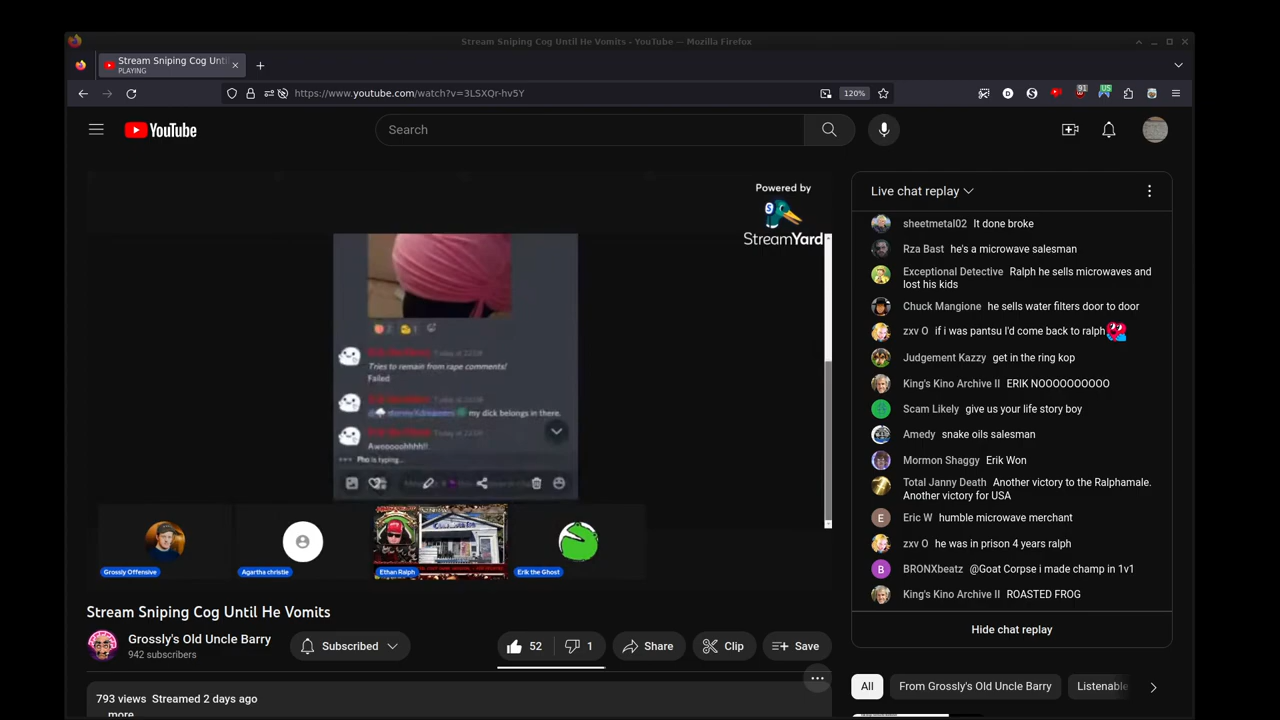 Stream Sniping Cog Until He Vomits - YouTube — Mozilla Firefox
Stream Sniping Cog Unti
PLAYING
https://www.youtube.com/watch?v=3LSXQr-hv5Y
120%
91
US
YouTube
Search
Powered by
StreamYard
Tries to remain from rape comments!
Failed
my dick belongs in there.
Awooooohhhh!!
Pho is typing...
Grossly Offensive
Agartha christie
Ethan Ralph
Erik the Ghost
Stream Sniping Cog Until He Vomits
Grossly's Old Uncle Barry
942 subscribers
Subscribed
52
1
Share
Clip
Save
793 views Streamed 2 days ago
more
Live chat replay
sheetmetal02 It done broke
Rza Bast he's a microwave salesman
Exceptional Detective Ralph he sells microwaves and
lost his kids
Chuck Mangione he sells water filters door to door
zxv O if i was pantsu I'd come back to ralph
Judgement Kazzy get in the ring kop
King's Kino Archive II ERIK NOOOOOOOOOO
Scam Likely give us your life story boy
Amedy snake oils salesman
Mormon Shaggy Erik Won
Total Janny Death Another victory to the Ralphamale.
Another victory for USA
Eric W humble microwave merchant
zxv O he was in prison 4 years ralph
BRONXbeatz @Goat Corpse i made champ in 1v1
King's Kino Archive II ROASTED FROG
Hide chat replay
All
From Grossly's Old Uncle Barry
Listenable